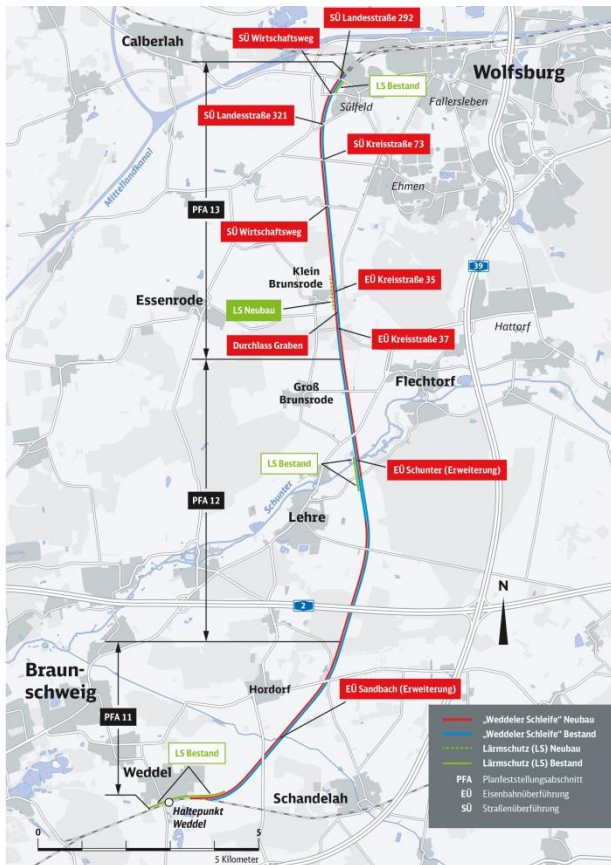 SÜ Landesstraße 292
SÜ Wirtschaftsweg
Calberlah
Wolfsburg
LS Bestand
Fallersleben
Sülfeld
SÜ Landesstraße 321
SÜ Kreisstraße 73
Mittellandkanal
Ehmen
PFA 13
SÜ Wirtschaftsweg
39
Klein
Brunsrode
EÜ Kreisstraße 35
Essenrode
LS Neubau
Hattorf
Durchlass Graben
EÜ Kreisstraße 37
Flechtorf
Groß
Brunsrode
LS Bestand
EÜ Schunter (Erweiterung)
PFA 12
Schunter
Lehre
2
N
Braun-
schweig
Hordorf
EÜ Sandbach (Erweiterung)
PFA 11
LS Bestand
Weddel
Schandelah
Haltepunkt
Weddel
0
5
5 Kilometer
„Weddeler Schleife“ Neubau
„Weddeler Schleife“ Bestand
Lärmschutz (LS) Neubau
Lärmschutz (LS) Bestand
PFA Planfeststellungsabschnitt
EÜ Eisenbahnüberführung
SÜ Straßenüberführung